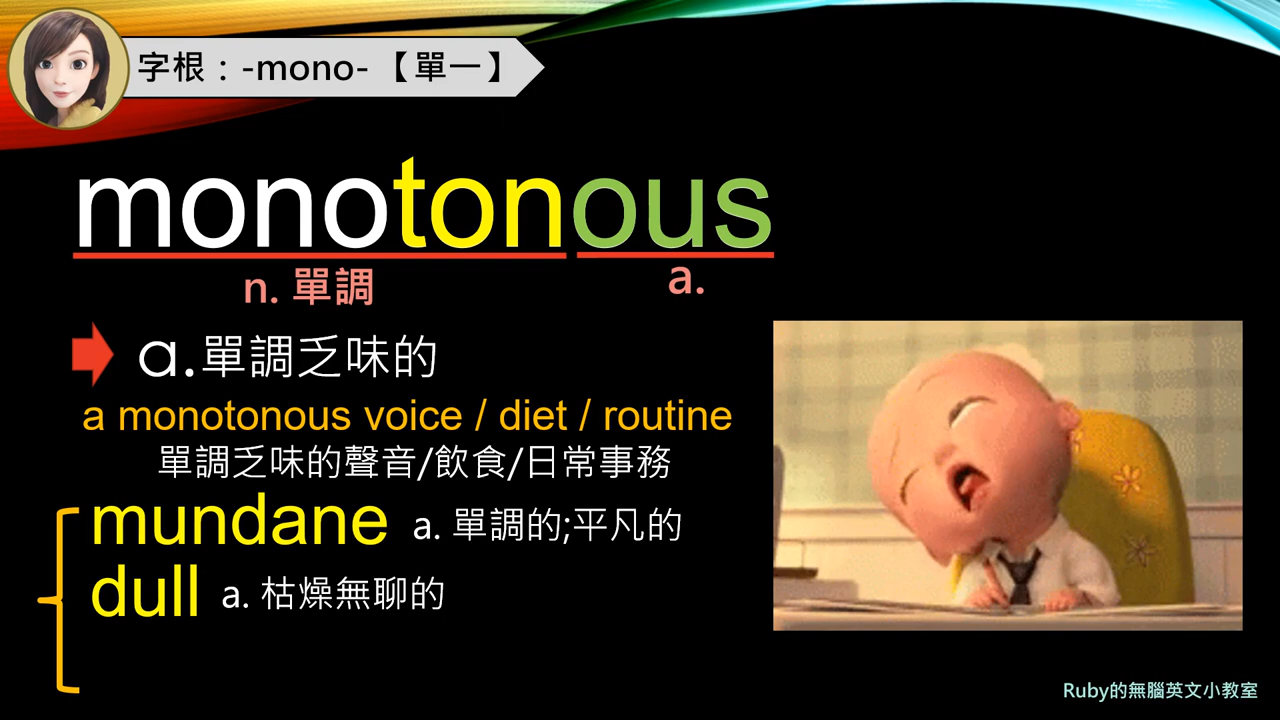 字根：-mono- 【單一】
monotonous
n. 單調
a.
a.單調乏味的
a monotonous voice / diet / routine
單調乏味的聲音/飲食/日常事務
mundane a. 單調的;平凡的
dull a. 枯燥無聊的
Ruby的無腦英文小教室